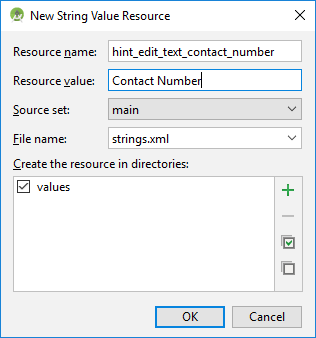 New String Value Resource
Resource name: hint_edit_text_contact_number
Resource value: Contact Number
Source set: main
File name: strings.xml
Create the resource in directories:
values
OK Cancel